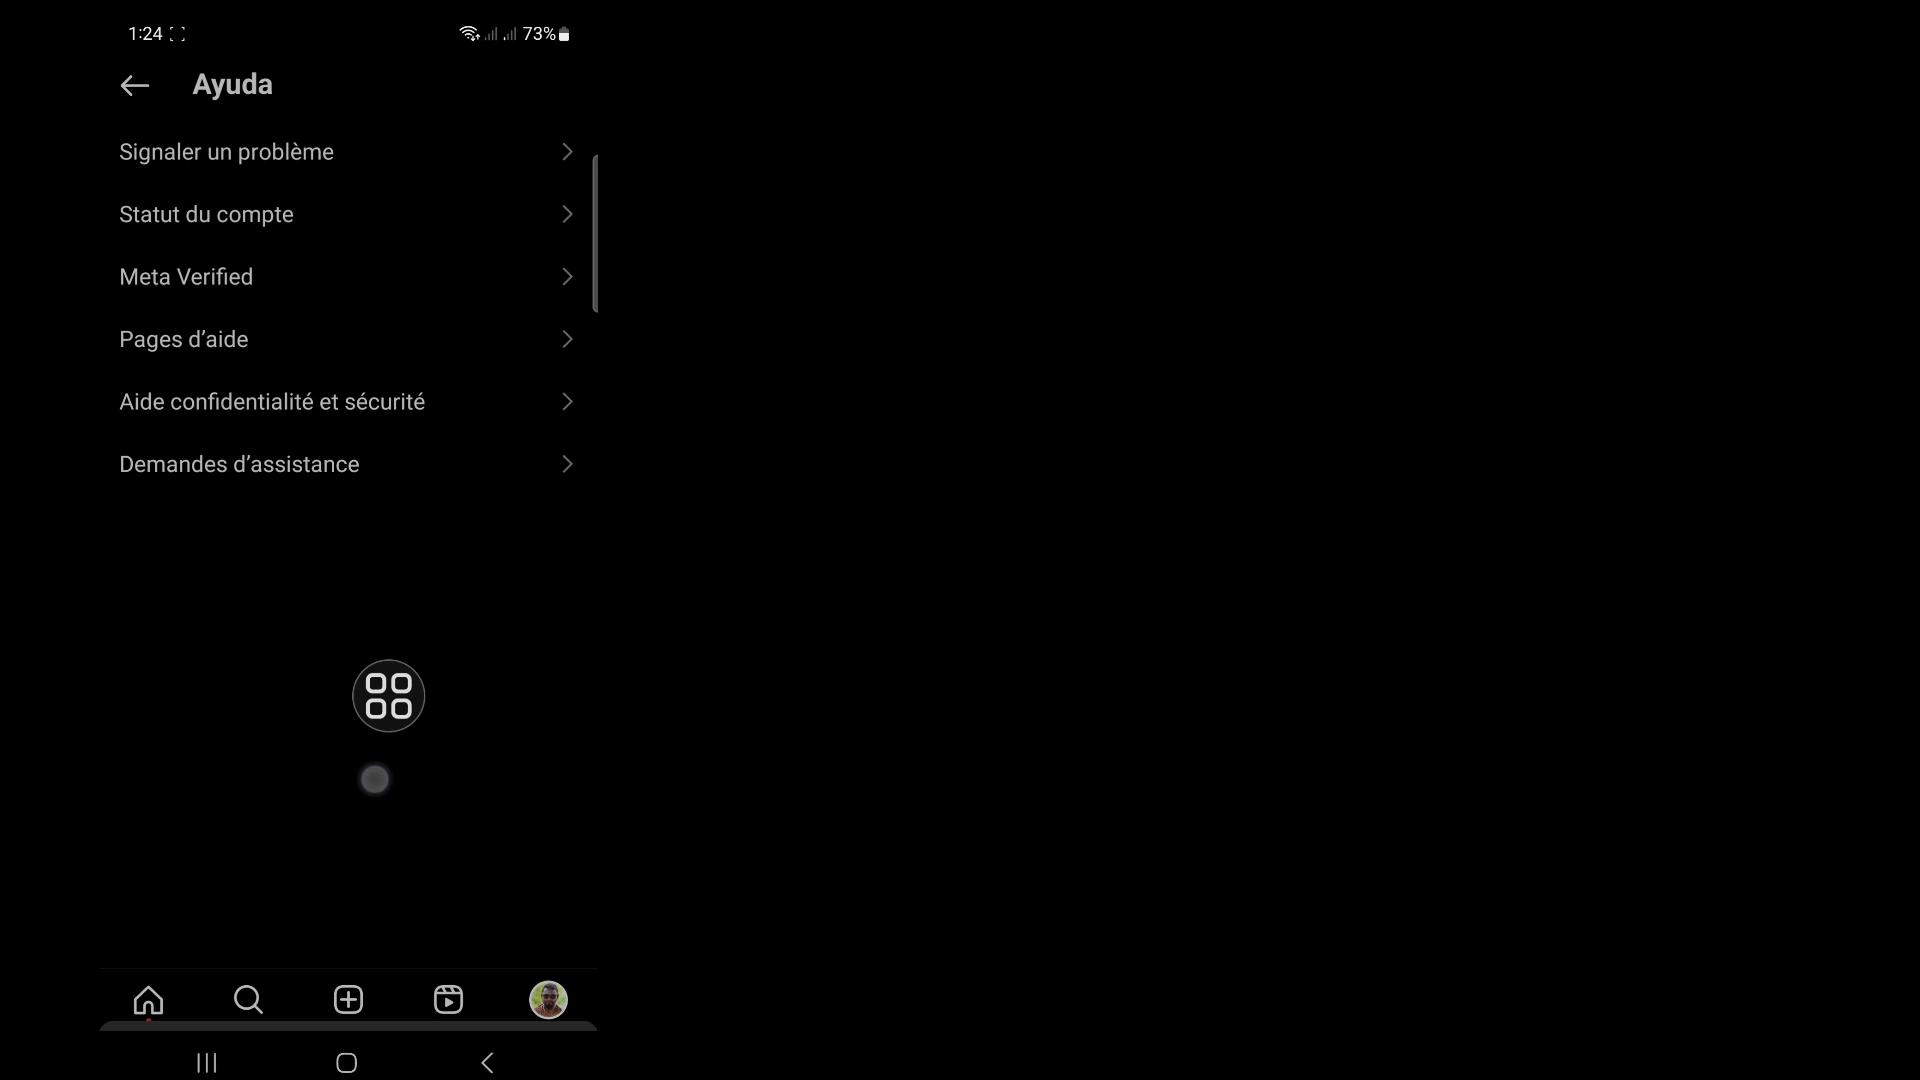 1:24 73%
Ayuda
Signaler un problème
Statut du compte
Meta Verified
Pages d’aide
Aide confidentialité et sécurité
Demandes d’assistance